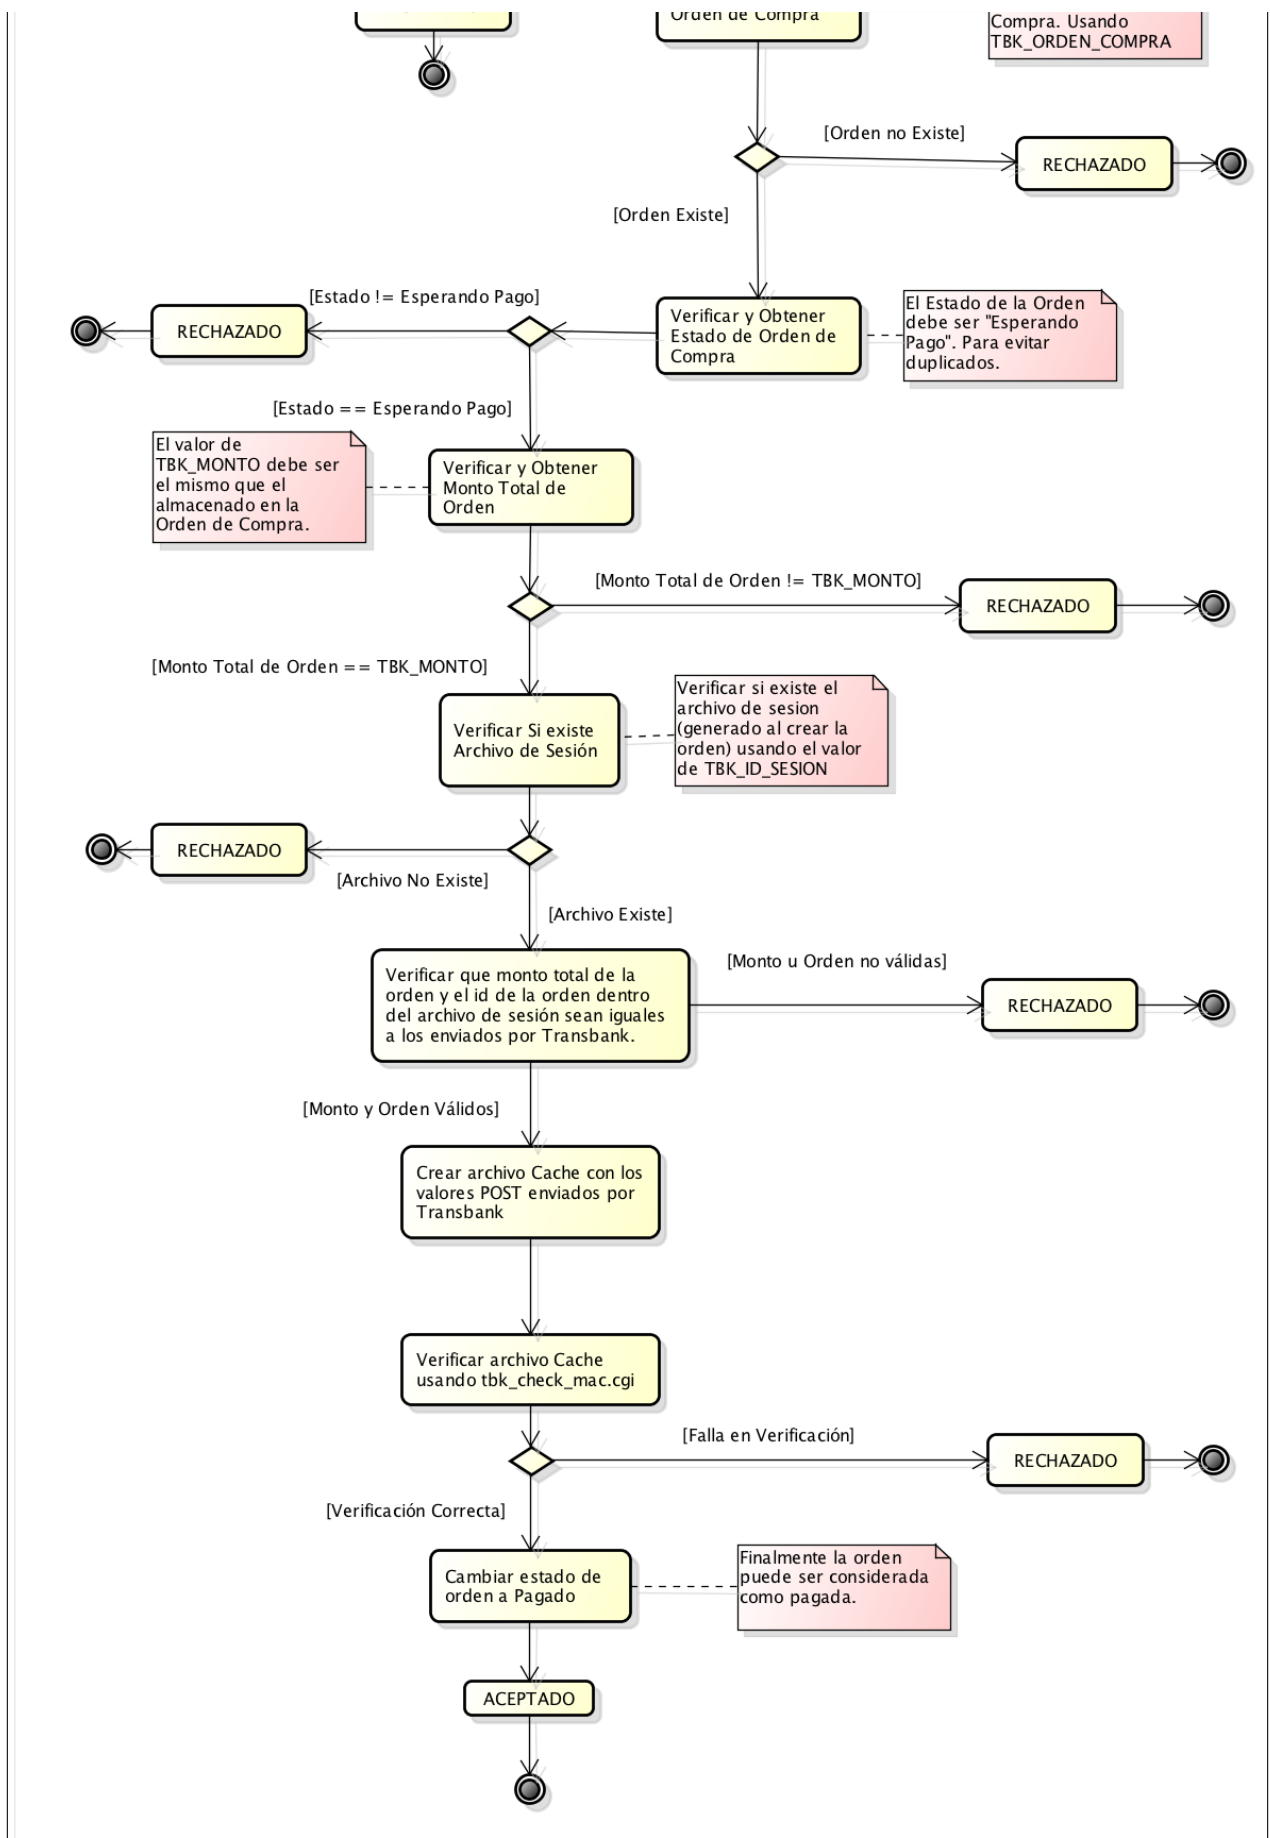 Orden de Compra
Compra. Usando
TBK_ORDEN_COMPRA
[Orden no Existe]
RECHAZADO
[Orden Existe]
[Estado != Esperando Pago]
RECHAZADO
Verificar y Obtener
Estado de Orden de
Compra
El Estado de la Orden
debe ser "Esperando
Pago". Para evitar
duplicados.
[Estado == Esperando Pago]
El valor de
TBK_MONTO debe ser
el mismo que el
almacenado en la
Orden de Compra.
Verificar y Obtener
Monto Total de
Orden
[Monto Total de Orden != TBK_MONTO]
RECHAZADO
[Monto Total de Orden == TBK_MONTO]
Verificar Si existe
Archivo de Sesión
Verificar si existe el
archivo de sesion
(generado al crear la
orden) usando el valor
de TBK_ID_SESION
RECHAZADO
[Archivo No Existe]
[Archivo Existe]
Verificar que monto total de la
orden y el id de la orden dentro
del archivo de sesión sean iguales
a los enviados por Transbank.
[Monto u Orden no válidas]
RECHAZADO
[Monto y Orden Válidos]
Crear archivo Cache con los
valores POST enviados por
Transbank
Verificar archivo Cache
usando tbk_check_mac.cgi
[Falla en Verificación]
RECHAZADO
[Verificación Correcta]
Cambiar estado de
orden a Pagado
Finalmente la orden
puede ser considerada
como pagada.
ACEPTADO